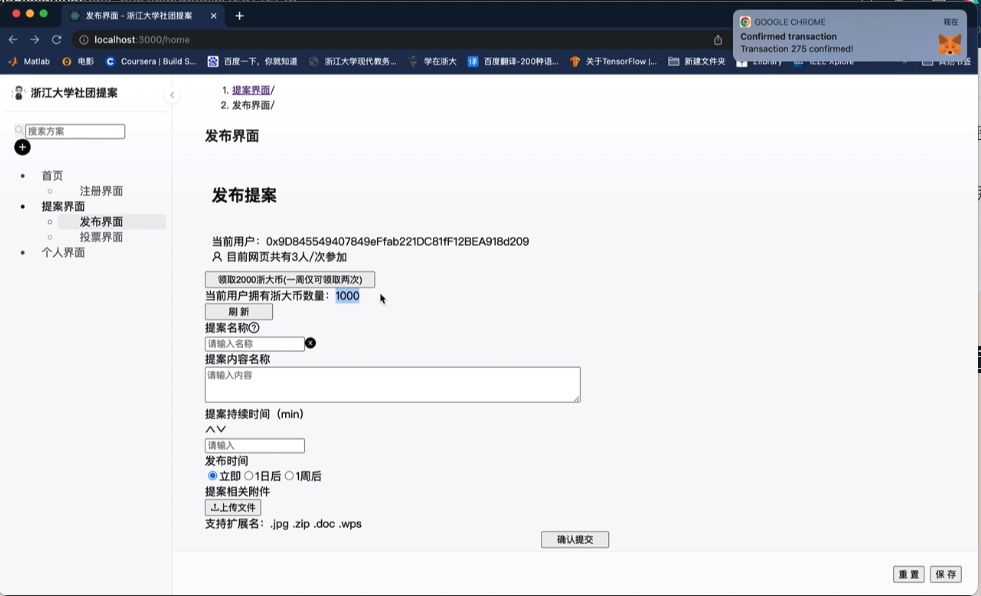 发布界面 - 浙江大学社团提案
localhost:3000/home
GOOGLE CHROME
现在
Confirmed transaction
Transaction 275 confirmed!
Matlab
电影
Coursera | Build S...
百度一下，你就知道
浙江大学现代教务...
学在浙大
百度翻译-200种语...
关于TensorFlow |...
新建文件夹
浙江大学社团提案
搜索方案
首页
注册界面
提案界面
发布界面
投票界面
个人界面
1. 提案界面/
2. 发布界面/
发布界面
发布提案
当前用户：0x9D845549407849eFfab221DC81fF12BEA918d209
目前网页共有3人/次参加
领取2000浙大币(一周仅可领取两次)
当前用户拥有浙大币数量：1000
刷 新
提案名称
请输入名称
提案内容名称
请输入内容
提案持续时间（min）
请输入
发布时间
立即 1日后 1周后
提案相关附件
上传文件
支持扩展名：.jpg .zip .doc .wps
确认提交
重 置
保 存